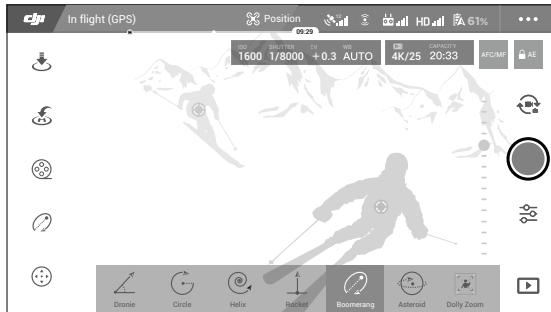 dji In flight (GPS) Position HD 61% •••
09:29
ISO SHUTTER EV WB CAPACITY
1600 1/8000 +0.3 AUTO 4K/25 20:33 AFC/MF AE
Dronie Circle Helix Rocket Boomerang Asteroid Dolly Zoom